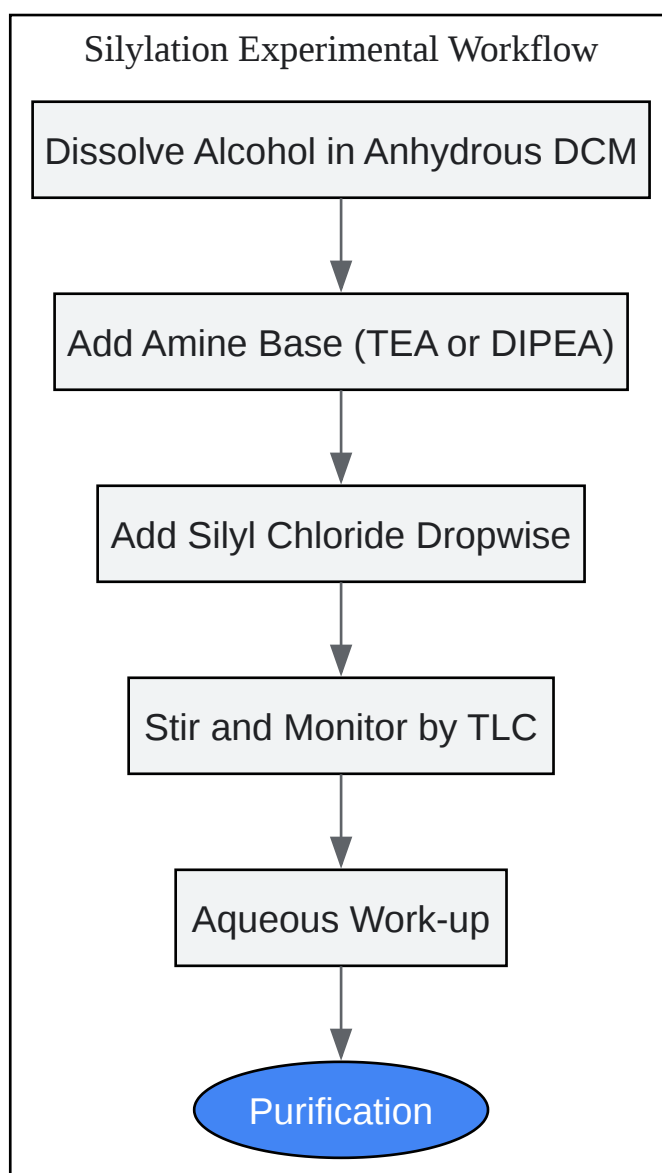 Silylation Experimental Workflow
Dissolve Alcohol in Anhydrous DCM
Add Amine Base (TEA or DIPEA)
Add Silyl Chloride Dropwise
Stir and Monitor by TLC
Aqueous Work-up
Purification